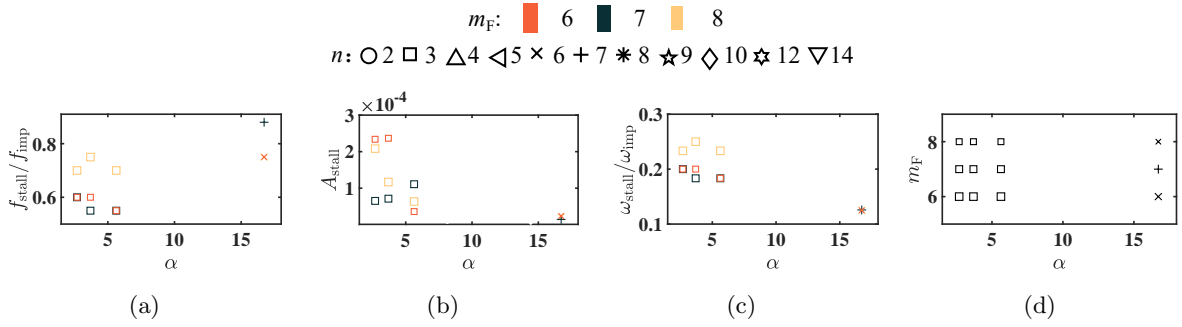 m_F: 6 7 8
n: 2 3 4 5 6 7 8 9 10 12 14
f_stall/f_imp
0.8
0.6
5 10 15
α
(a)
×10^-4
A_stall
3
2
1
5 10 15
α
(b)
ω_stall/ω_imp
0.3
0.2
0.1
5 10 15
α
(c)
m_F
8
6
5 10 15
α
(d)